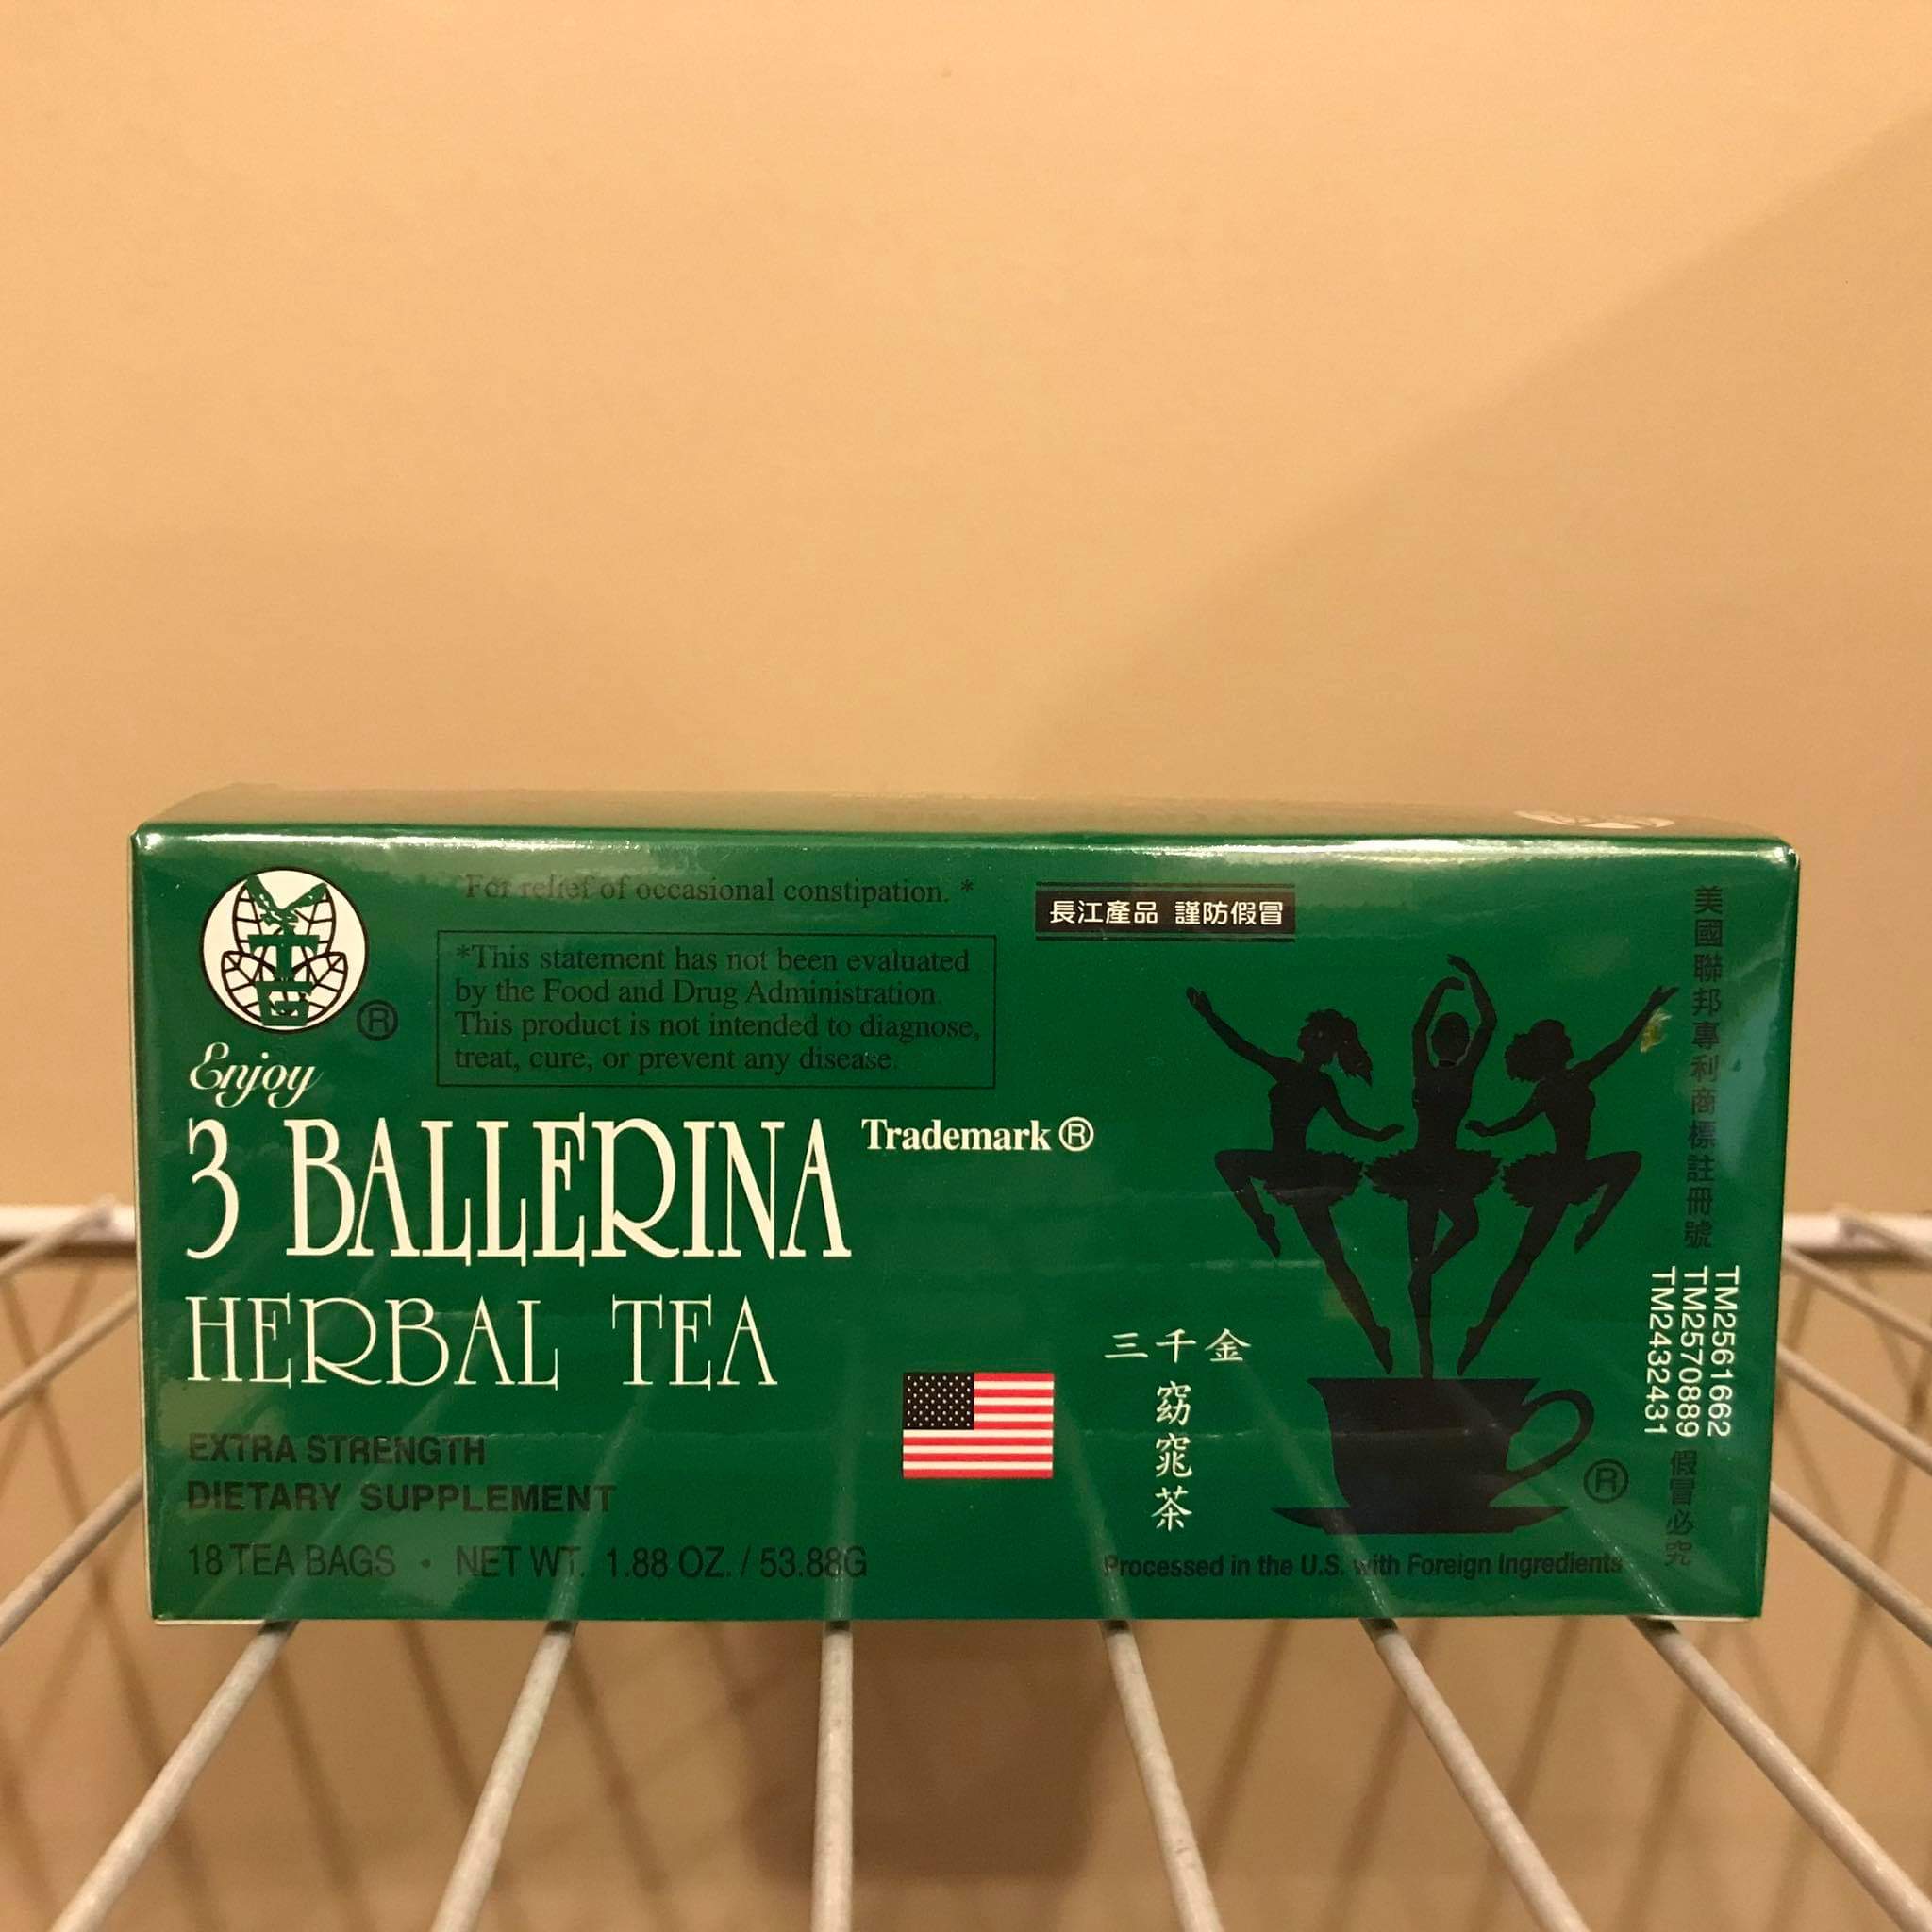 For relief of occasional constipation. *
*This statement has not been evaluated
by the Food and Drug Administration.
This product is not intended to diagnose,
treat, cure, or prevent any disease.
長江產品 謹防假冒
®
Enjoy
3 BALLERINA Trademark ®
HERBAL TEA
EXTRA STRENGTH
DIETARY SUPPLEMENT
18 TEA BAGS • NET WT. 1.88 OZ. / 53.88G
三千金
窈窕茶
®
Processed in the U.S. with Foreign Ingredients
美國聯邦專利商標註冊號
TM2561662
TM2570889
TM2432431
假冒必究